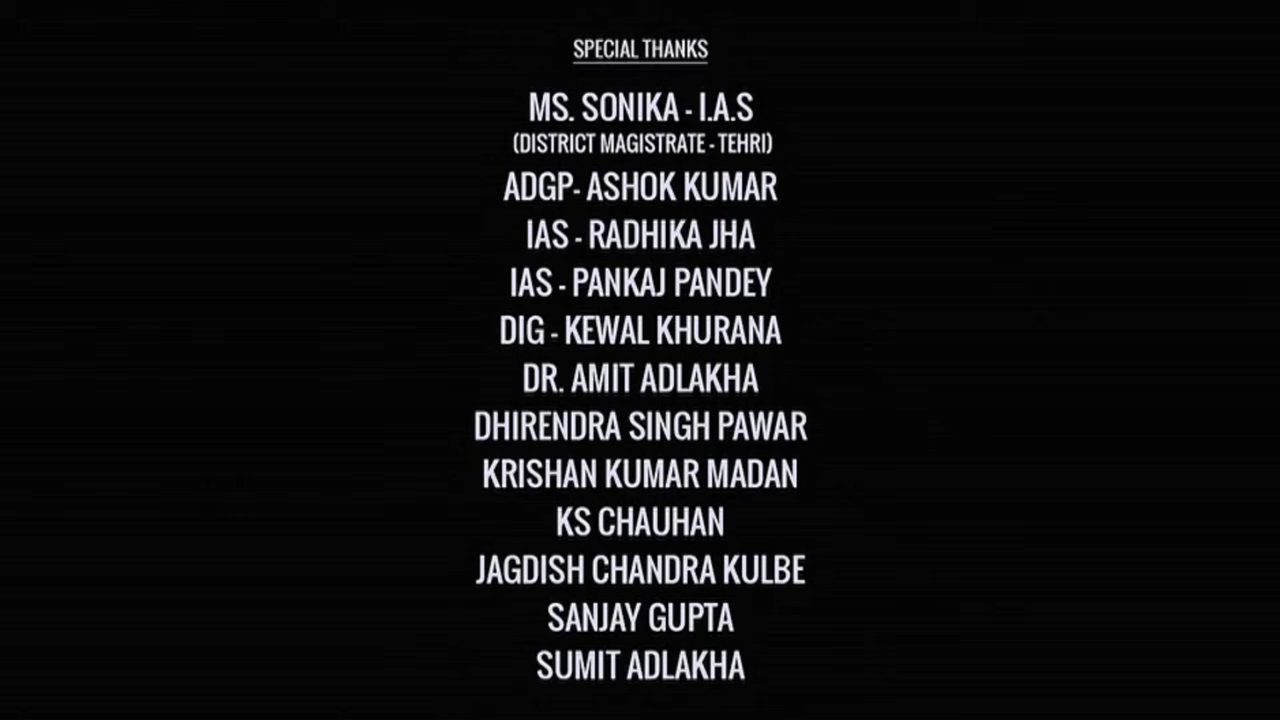 SPECIAL THANKS
MS. SONIKA - I.A.S
(DISTRICT MAGISTRATE - TEHRI)
ADGP- ASHOK KUMAR
IAS - RADHIKA JHA
IAS - PANKAJ PANDEY
DIG - KEWAL KHURANA
DR. AMIT ADLAKHA
DHIRENDRA SINGH PAWAR
KRISHAN KUMAR MADAN
KS CHAUHAN
JAGDISH CHANDRA KULBE
SANJAY GUPTA
SUMIT ADLAKHA